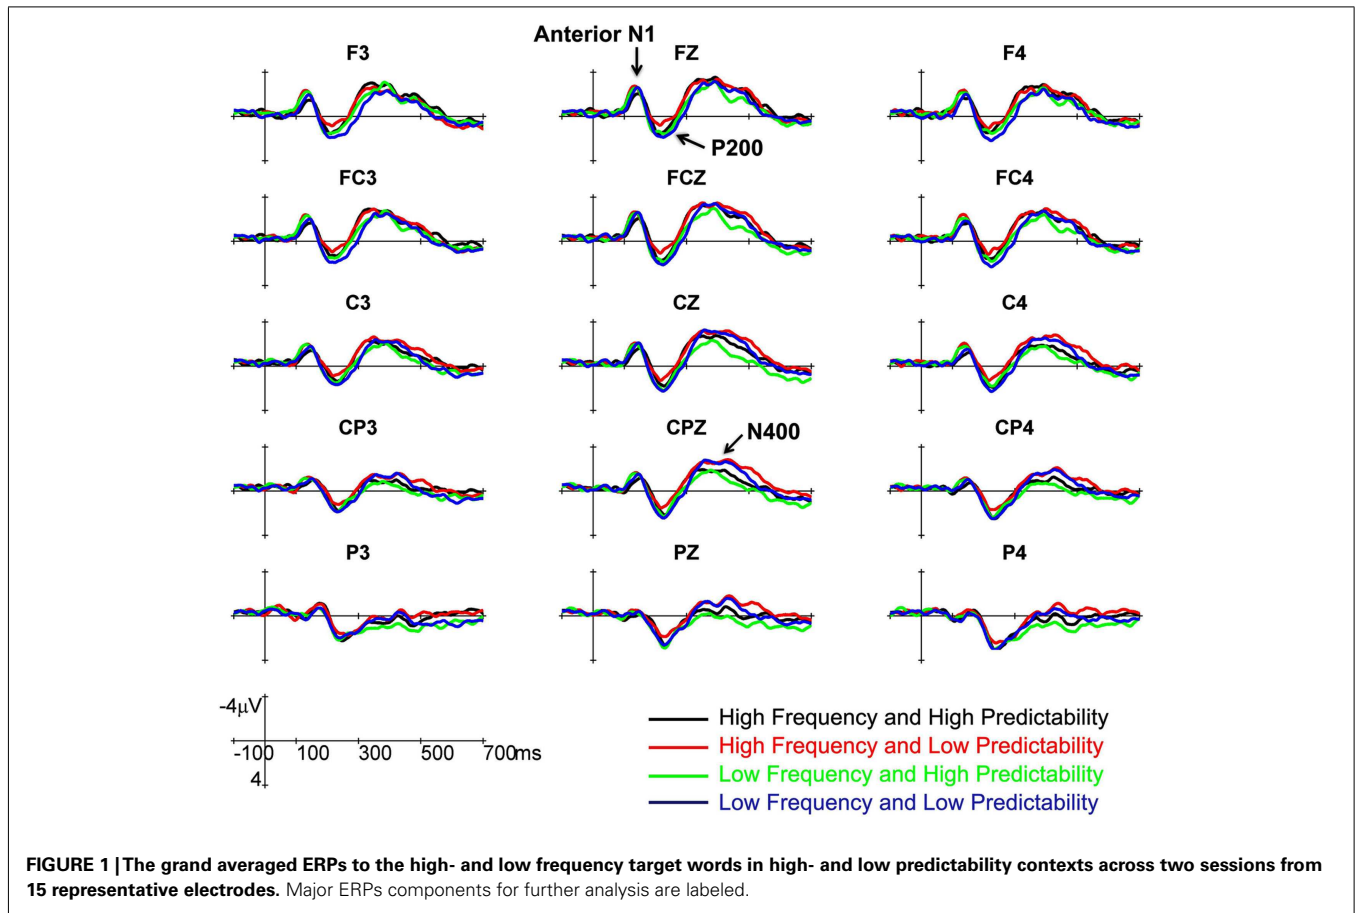 Anterior N1
F3
FZ
F4
P200
FC3
FCZ
FC4
C3
CZ
C4
CP3
CPZ
N400
CP4
P3
PZ
P4
-4μV
-100 100 300 500 700 ms
4
High Frequency and High Predictability
High Frequency and Low Predictability
Low Frequency and High Predictability
Low Frequency and Low Predictability
FIGURE 1 | The grand averaged ERPs to the high- and low frequency target words in high- and low predictability contexts across two sessions from
15 representative electrodes. Major ERPs components for further analysis are labeled.